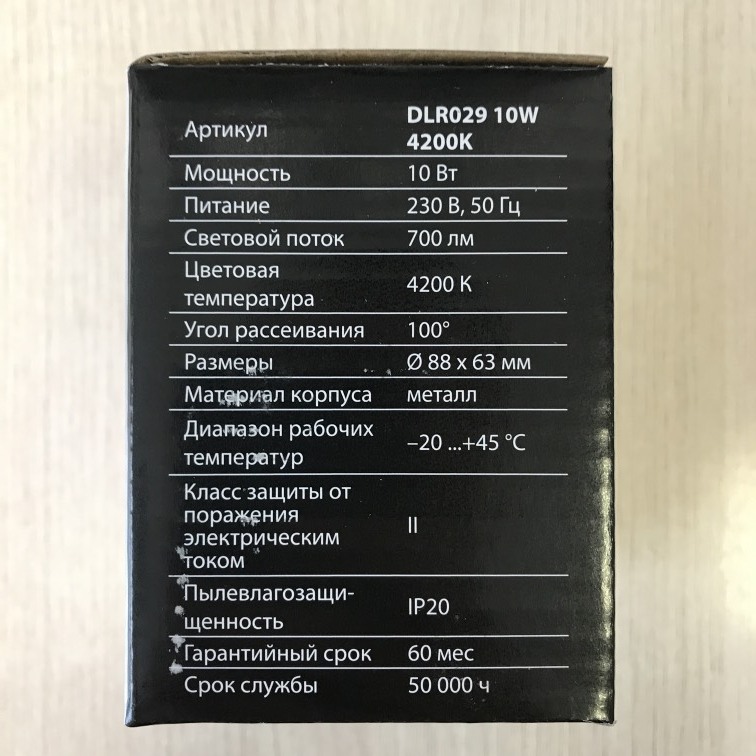 Артикул DLR029 10W
4200K
Мощность 10 Вт
Питание 230 В, 50 Гц
Световой поток 700 лм
Цветовая
температура 4200 К
Угол рассеивания 100°
Размеры Ø 88 x 63 мм
Материал корпуса металл
Диапазон рабочих
температур –20 ...+45 °C
Класс защиты от
поражения
электрическим
током II
Пылевлагозащи-
щенность IP20
Гарантийный срок 60 мес
Срок службы 50 000 ч